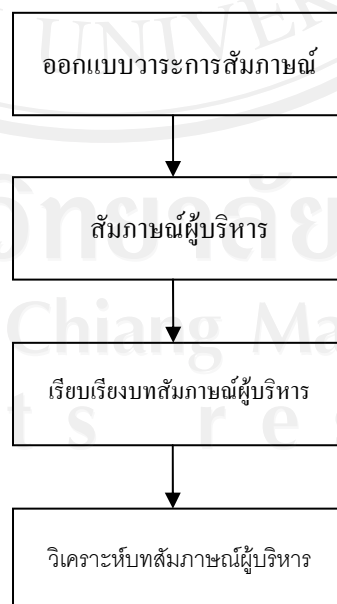 UNIVER
ออกแบบวาระการสัมภาษณ์
สัมภาษณ์ผู้บริหาร
Chiang Ma
เรียบเรียงบทสัมภาษณ์ผู้บริหาร
t s r e
วิเคราะห์บทสัมภาษณ์ผู้บริหาร